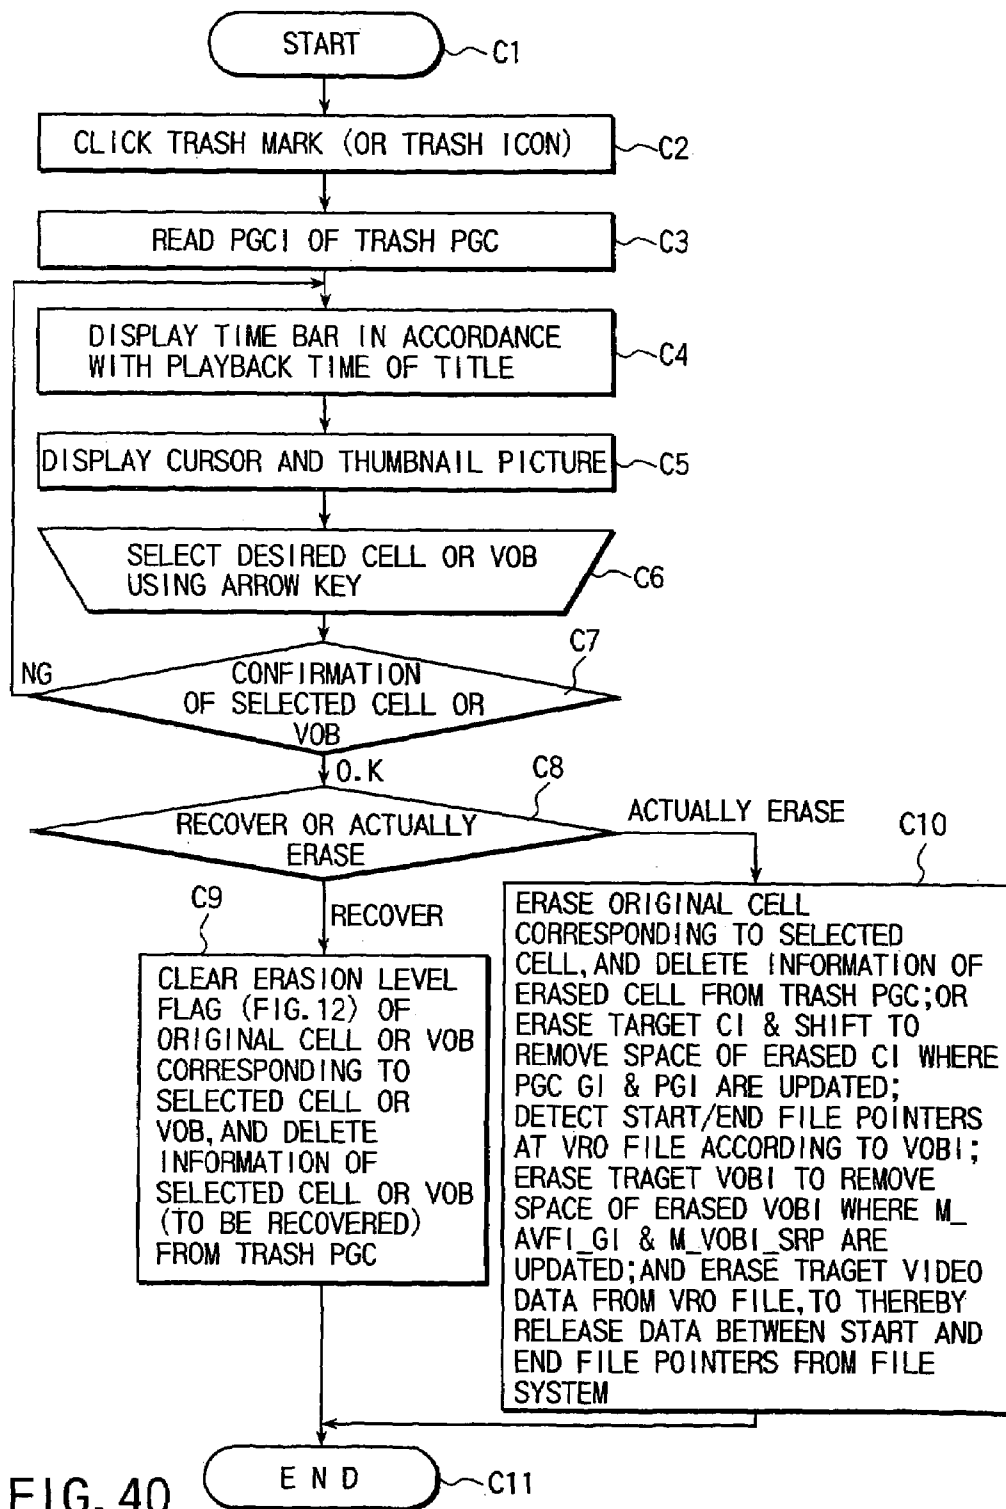 START
C1
CLICK TRASH MARK (OR TRASH ICON)
C2
READ PGCI OF TRASH PGC
C3
DISPLAY TIME BAR IN ACCORDANCE
WITH PLAYBACK TIME OF TITLE
C4
DISPLAY CURSOR AND THUMBNAIL PICTURE
C5
SELECT DESIRED CELL OR VOB
USING ARROW KEY
C6
C7
NG
CONFIRMATION
OF SELECTED CELL OR
VOB
O.K
C8
RECOVER OR ACTUALLY
ERASE
ACTUALLY ERASE
C10
C9
RECOVER
CLEAR ERASION LEVEL
FLAG (FIG.12) OF
ORIGINAL CELL OR VOB
CORRESPONDING TO
SELECTED CELL OR
VOB,AND DELETE
INFORMATION OF
SELECTED CELL OR VOB
(TO BE RECOVERED)
FROM TRASH PGC
ERASE ORIGINAL CELL
CORRESPONDING TO SELECTED
CELL,AND DELETE INFORMATION OF
ERASED CELL FROM TRASH PGC;OR
ERASE TARGET CI & SHIFT TO
REMOVE SPACE OF ERASED CI WHERE
PGC GI & PGI ARE UPDATED;
DETECT START/END FILE POINTERS
AT VRO FILE ACCORDING TO VOBI;
ERASE TRAGET VOBI TO REMOVE
SPACE OF ERASED VOBI WHERE M_
AVFI_GI & M_VOBI_SRP ARE
UPDATED;AND ERASE TRAGET VIDEO
DATA FROM VRO FILE,TO THEREBY
RELEASE DATA BETWEEN START AND
END FILE POINTERS FROM FILE
SYSTEM
END
C11
FIG. 40